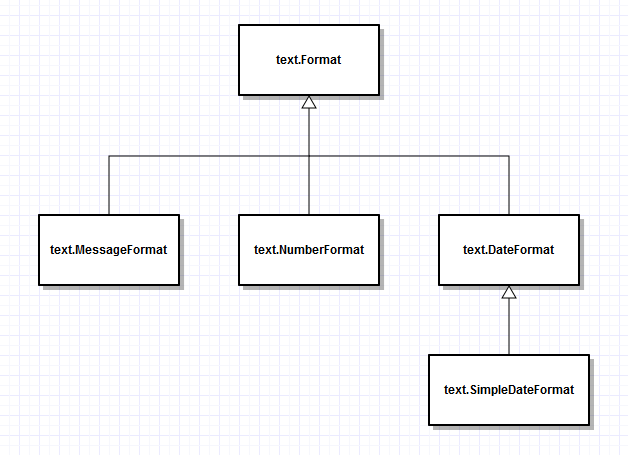 text.Format
text.MessageFormat
text.NumberFormat
text.DateFormat
text.SimpleDateFormat